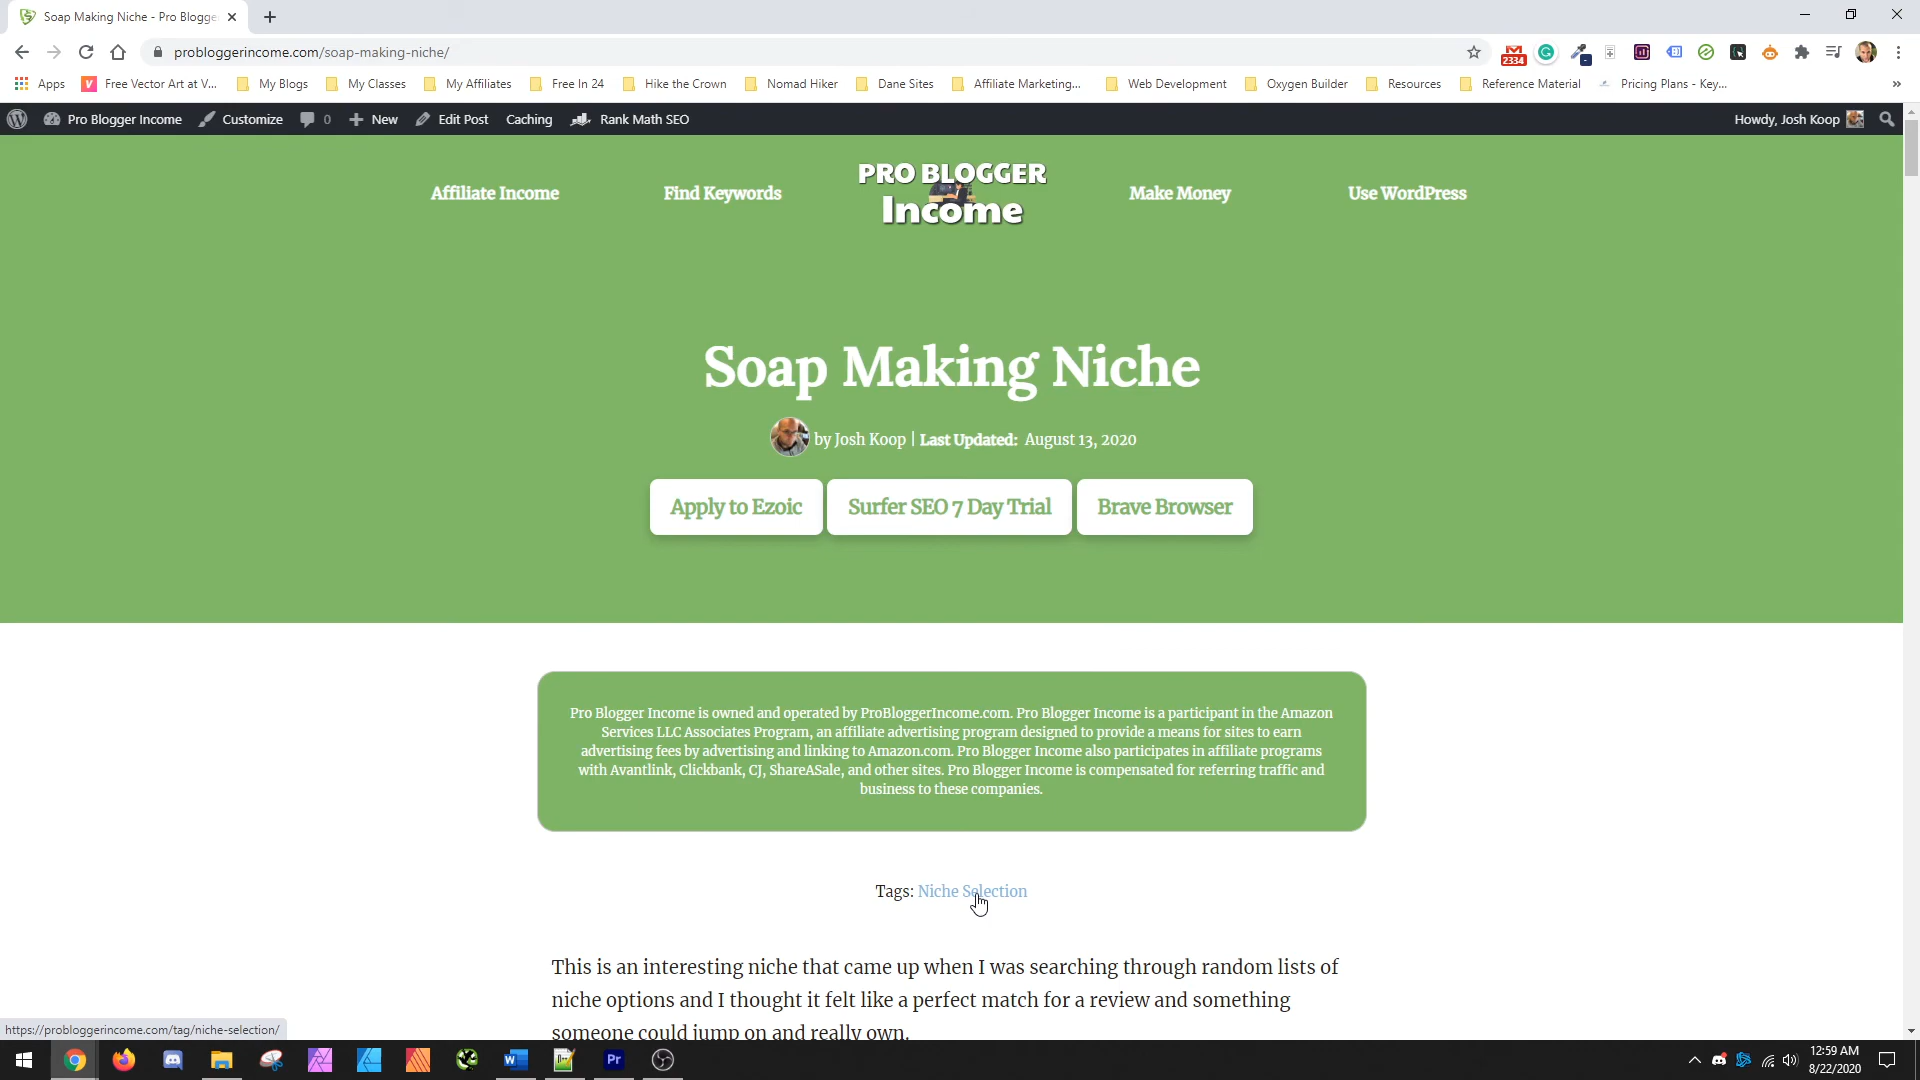 Soap Making Niche - Pro Blogge
probloggerincome.com/soap-making-niche/
2334
Apps
Free Vector Art at V...
My Blogs
My Classes
My Affiliates
Free In 24
Hike the Crown
Nomad Hiker
Dane Sites
Affiliate Marketing...
Web Development
Oxygen Builder
Resources
Reference Material
Pricing Plans - Key...
»
Pro Blogger Income
Customize
0
New
Edit Post
Caching
Rank Math SEO
Howdy, Josh Koop
Affiliate Income
Find Keywords
PRO BLOGGER
Income
Make Money
Use WordPress
Soap Making Niche
by Josh Koop | Last Updated: August 13, 2020
Apply to Ezoic
Surfer SEO 7 Day Trial
Brave Browser
Pro Blogger Income is owned and operated by ProBloggerIncome.com. Pro Blogger Income is a participant in the Amazon
Services LLC Associates Program, an affiliate advertising program designed to provide a means for sites to earn
advertising fees by advertising and linking to Amazon.com. Pro Blogger Income also participates in affiliate programs
with Avantlink, Clickbank, CJ, ShareASale, and other sites. Pro Blogger Income is compensated for referring traffic and
business to these companies.
Tags: Niche Selection
This is an interesting niche that came up when I was searching through random lists of
niche options and I thought it felt like a perfect match for a review and something
someone could jump on and really own.
https://probloggerincome.com/tag/niche-selection/
Pr
12:59 AM
8/22/2020